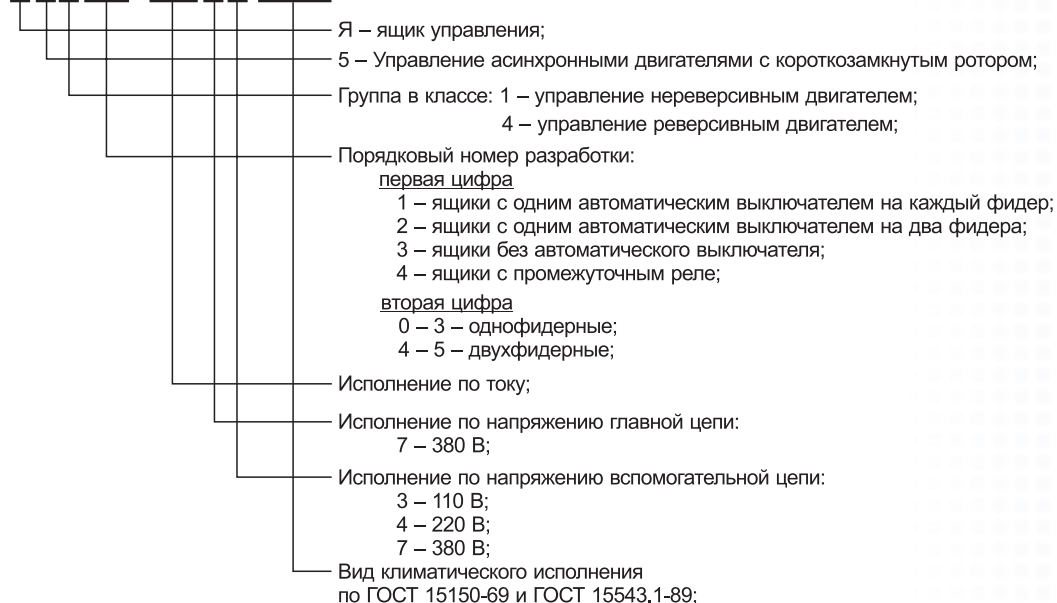 Я – ящик управления;
5 – Управление асинхронными двигателями с короткозамкнутым ротором;
Группа в классе: 1 – управление нереверсивным двигателем;
4 – управление реверсивным двигателем;
Порядковый номер разработки:
первая цифра
1 – ящики с одним автоматическим выключателем на каждый фидер;
2 – ящики с одним автоматическим выключателем на два фидера;
3 – ящики без автоматического выключателя;
4 – ящики с промежуточным реле;
вторая цифра
0 – 3 – однофидерные;
4 – 5 – двухфидерные;
Исполнение по току;
Исполнение по напряжению главной цепи:
7 – 380 В;
Исполнение по напряжению вспомогательной цепи:
3 – 110 В;
4 – 220 В;
7 – 380 В;
Вид климатического исполнения
по ГОСТ 15150-69 и ГОСТ 15543.1-89;